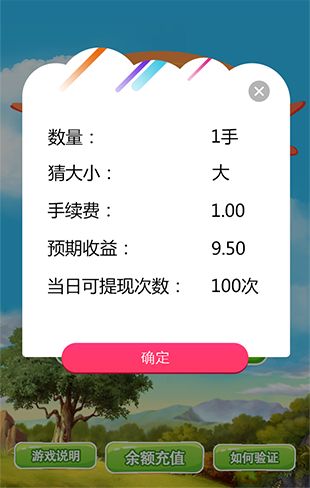 数量：1手
猜大小：大
手续费：1.00
预期收益：9.50
当日可提现次数：100次
确定
游戏说明 余额充值 如何验证